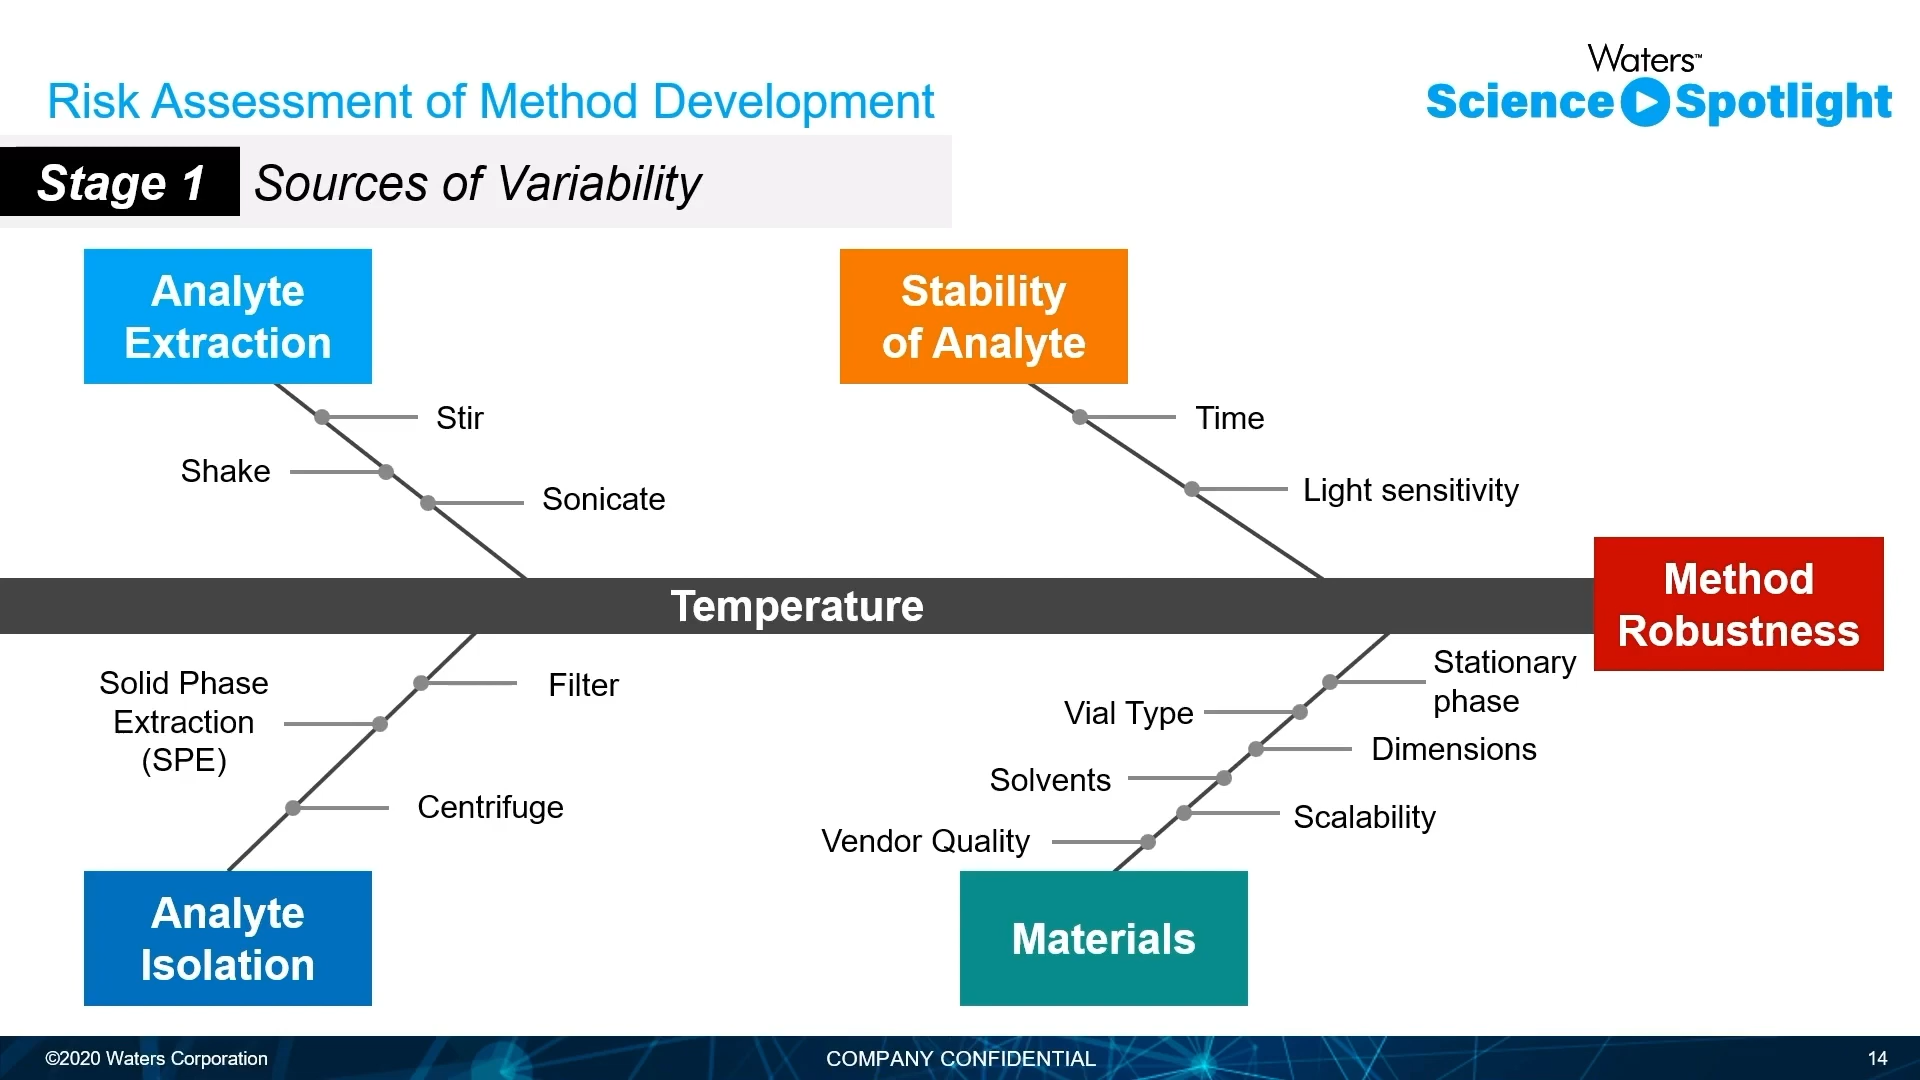 Waters™
Risk Assessment of Method Development
Science Spotlight
Stage 1 Sources of Variability
Analyte
Extraction
Stability
of Analyte
Stir
Shake
Sonicate
Time
Light sensitivity
Temperature
Method
Robustness
Solid Phase
Extraction
(SPE)
Filter
Centrifuge
Stationary
phase
Vial Type
Dimensions
Solvents
Scalability
Vendor Quality
Analyte
Isolation
Materials
©2020 Waters Corporation
COMPANY CONFIDENTIAL
14